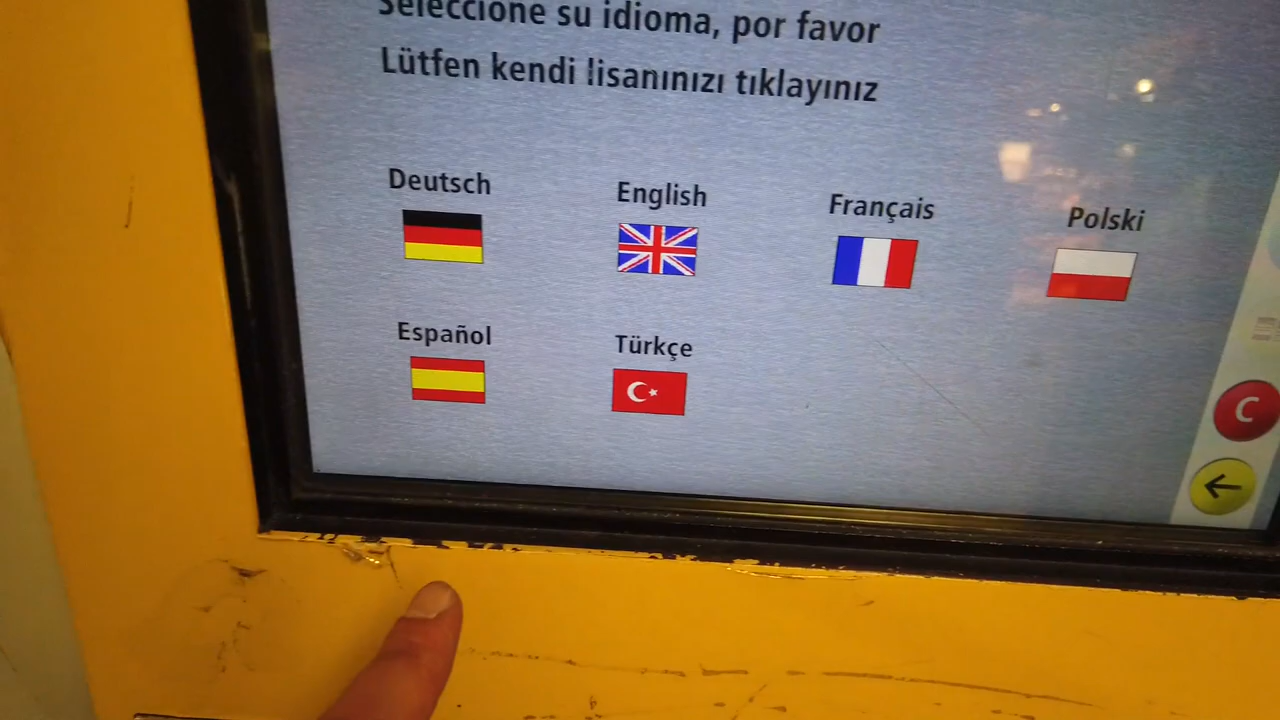 Seleccione su idioma, por favor
Lütfen kendi lisanınızı tıklayınız
Deutsch English Français Polski
Español Türkçe
C